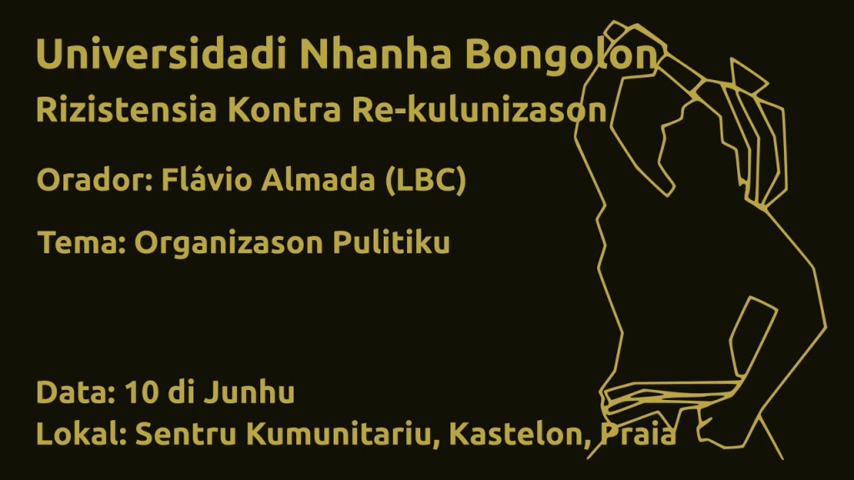 Universidadi Nhanha Bongolon
Rizistensia Kontra Re-kulunizason
Orador: Flávio Almada (LBC)
Tema: Organizason Pulitiku
Data: 10 di Junhu
Lokal: Sentru Kumunitariu, Kastelon, Praia